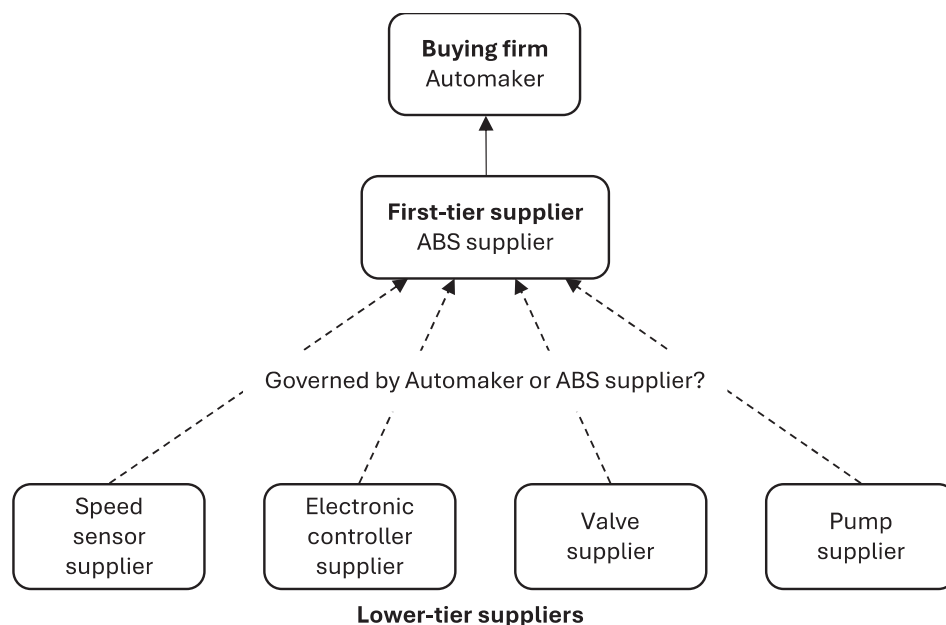 Buying firm
Automaker
First-tier supplier
ABS supplier
Governed by Automaker or ABS supplier?
Speed
sensor
supplier
Electronic
controller
supplier
Valve
supplier
Pump
supplier
Lower-tier suppliers